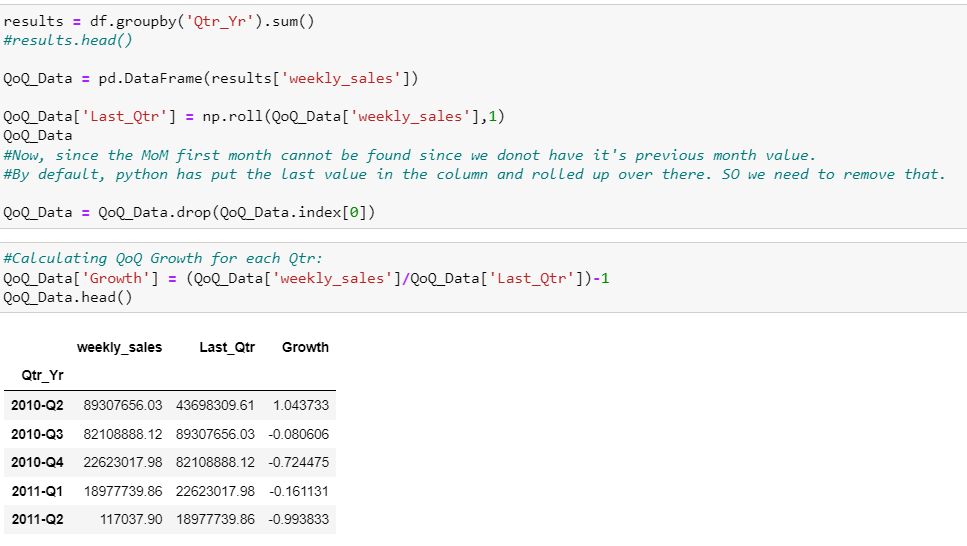 results = df.groupby('Qtr_Yr').sum()
#results.head()
QoQ_Data = pd.DataFrame(results['weekly_sales'])
QoQ_Data['Last_Qtr'] = np.roll(QoQ_Data['weekly_sales'],1)
QoQ_Data
#Now, since the MoM first month cannot be found since we donot have it's previous month value.
#By default, python has put the last value in the column and rolled up over there. SO we need to remove that.
QoQ_Data = QoQ_Data.drop(QoQ_Data.index[0])
#Calculating QoQ Growth for each Qtr:
QoQ_Data['Growth'] = (QoQ_Data['weekly_sales']/QoQ_Data['Last_Qtr'])-1
QoQ_Data.head()
weekly_sales Last_Qtr Growth
Qtr_Yr
2010-Q2 89307656.03 43698309.61 1.043733
2010-Q3 82108888.12 89307656.03 -0.080606
2010-Q4 22623017.98 82108888.12 -0.724475
2011-Q1 18977739.86 22623017.98 -0.161131
2011-Q2 117037.90 18977739.86 -0.993833